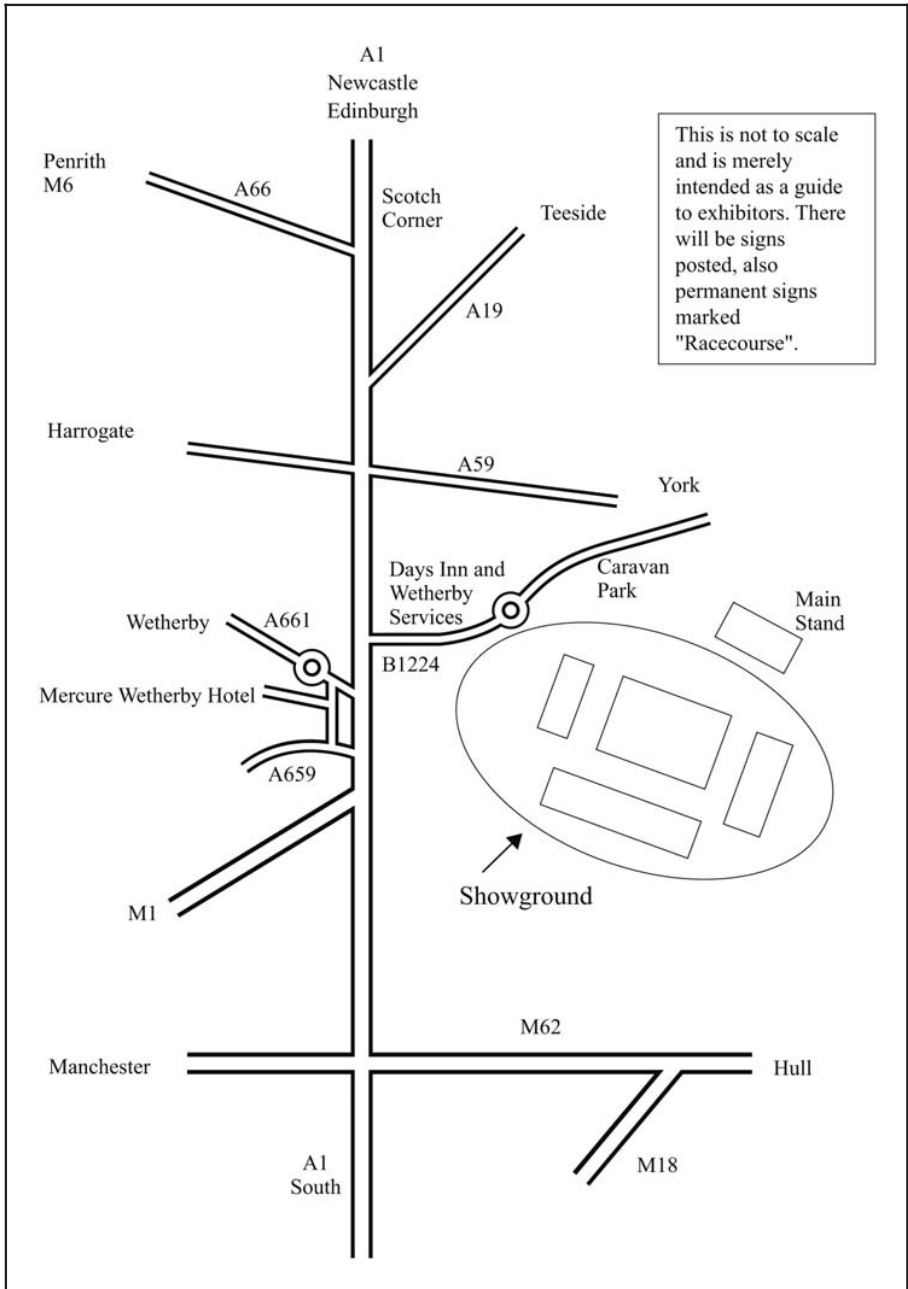 A1
Newcastle
Edinburgh
This is not to scale
and is merely
intended as a guide
to exhibitors. There
will be signs
posted, also
permanent signs
marked
"Racecourse".
Penrith
M6
A66
Scotch
Corner
Teeside
A19
Harrogate
A59
York
Days Inn and
Wetherby
Services
Caravan
Park
Main
Stand
Wetherby
A661
B1224
Mercure Wetherby Hotel
A659
Showground
M1
M62
Manchester
Hull
A1
South
M18